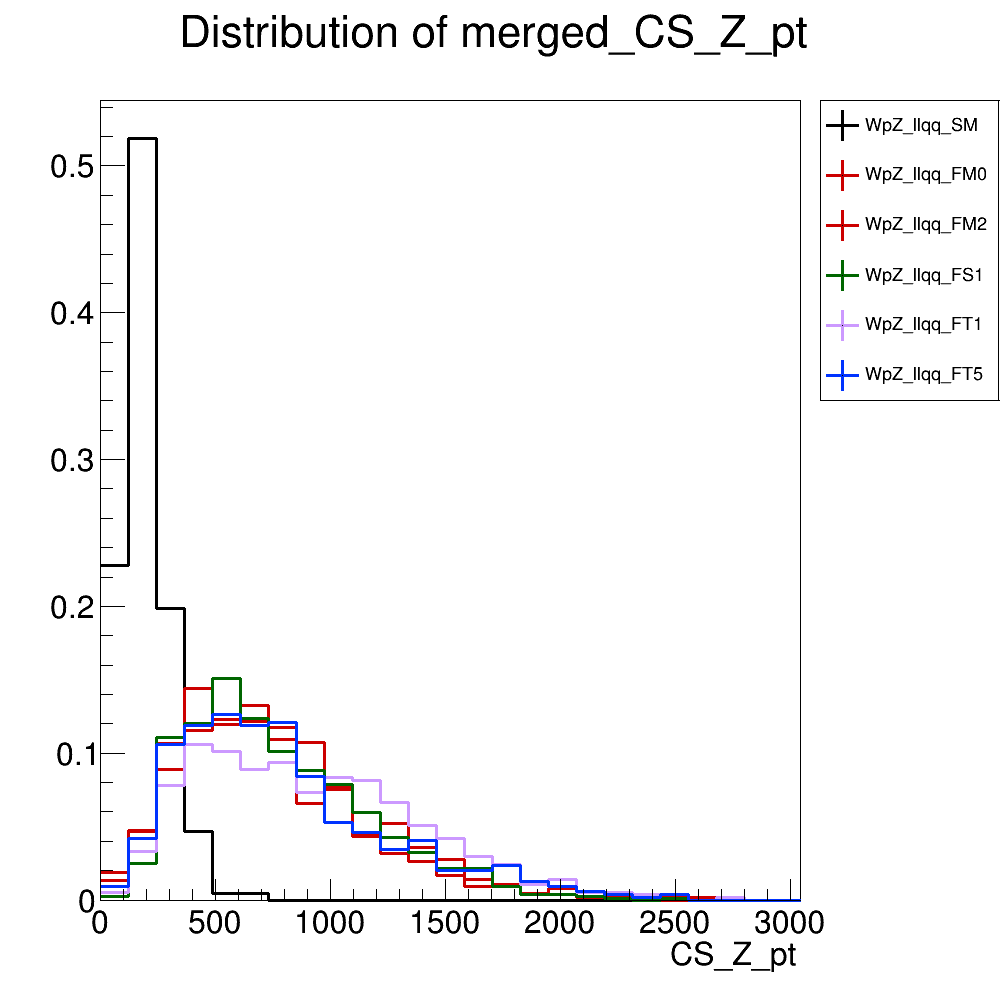 Distribution of merged_CS_Z_pt
WpZ_llqq_SM
WpZ_llqq_FM0
WpZ_llqq_FM2
WpZ_llqq_FS1
WpZ_llqq_FT1
WpZ_llqq_FT5
0.5
0.4
0.3
0.2
0.1
0
0 500 1000 1500 2000 2500 3000
CS_Z_pt